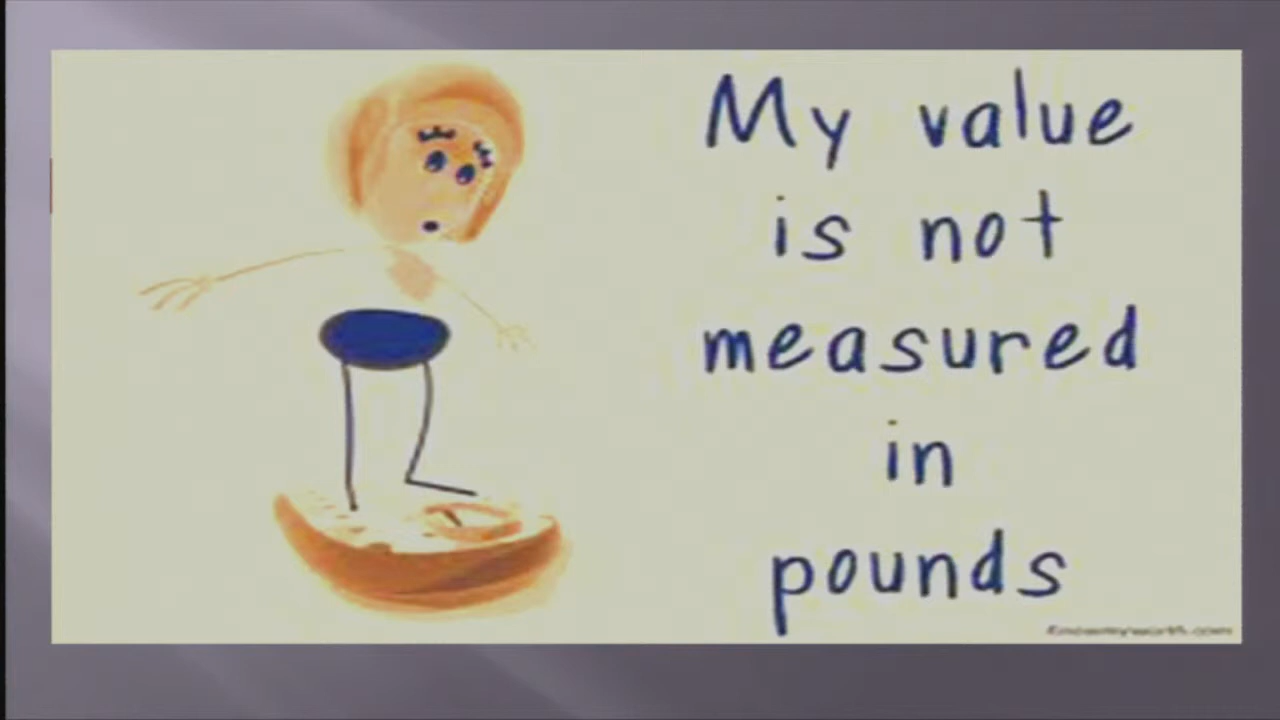 My value
is not
measured
in
pounds